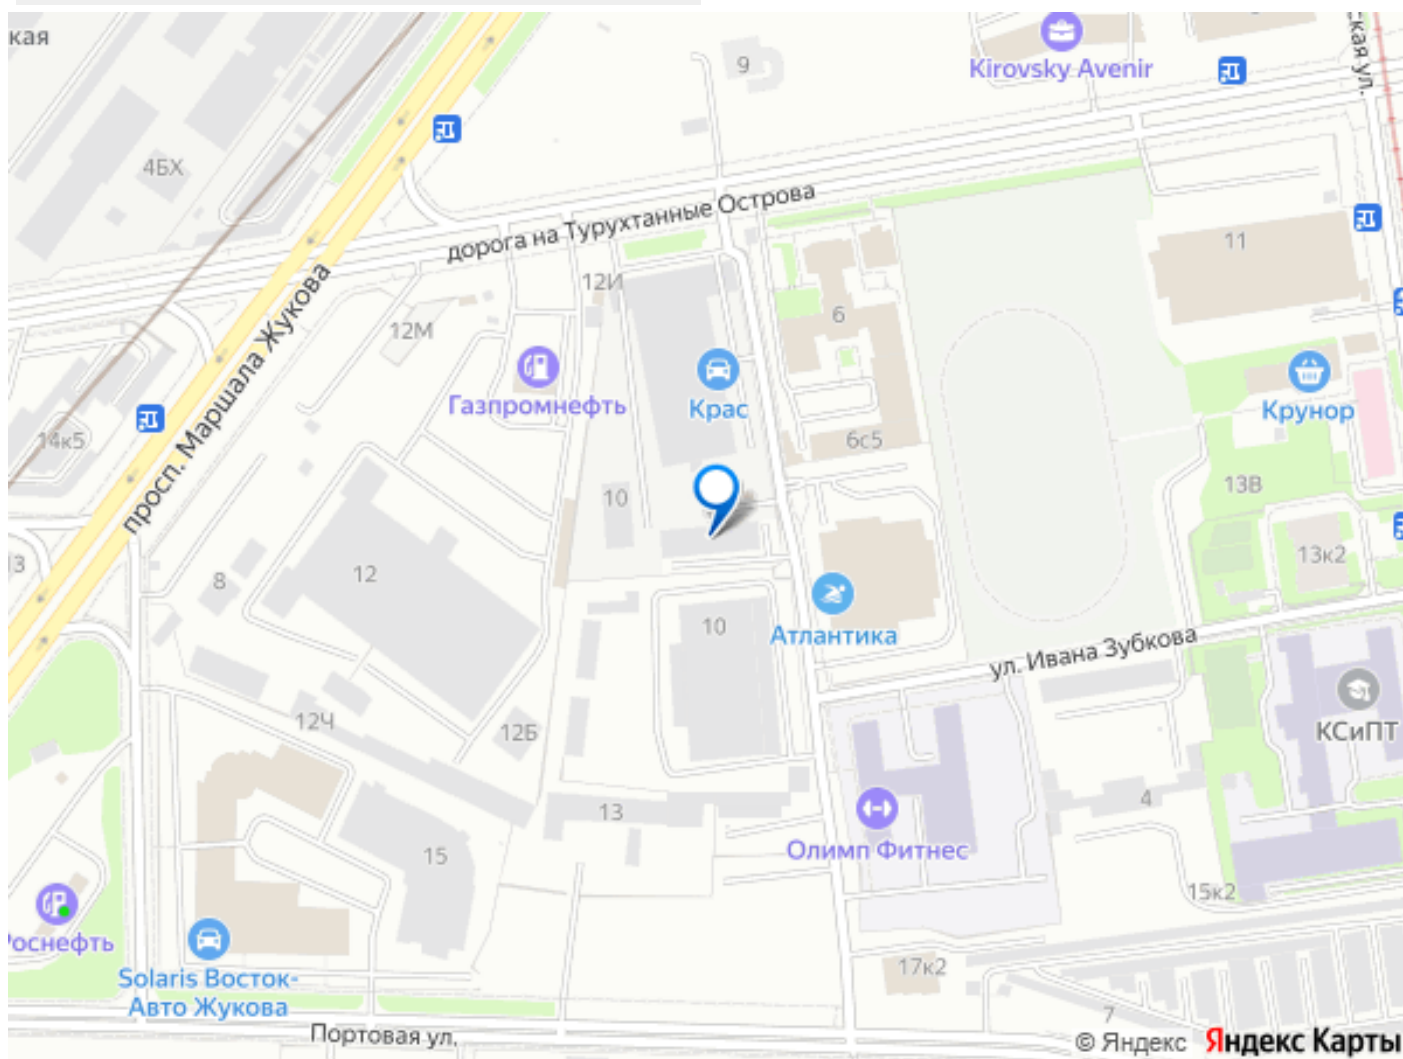 кая
9
Kirovsky Avenir
ская ул.
4БХ
дорога на Турухтанные Острова
11
12И
12М
6
просп. Маршала Жукова
Газпромнефть
Крас
Крунор
14к5
6с5
10
13В
13
8
12
13к2
10
Атлантика
ул. Ивана Зубкова
12Ч
12Б
КСиПТ
13
4
15
Олимп Фитнес
15к2
Роснефть
Solaris Восток-
Авто Жукова
17к2
7
Портовая ул.
© Яндекс Яндекс Карты